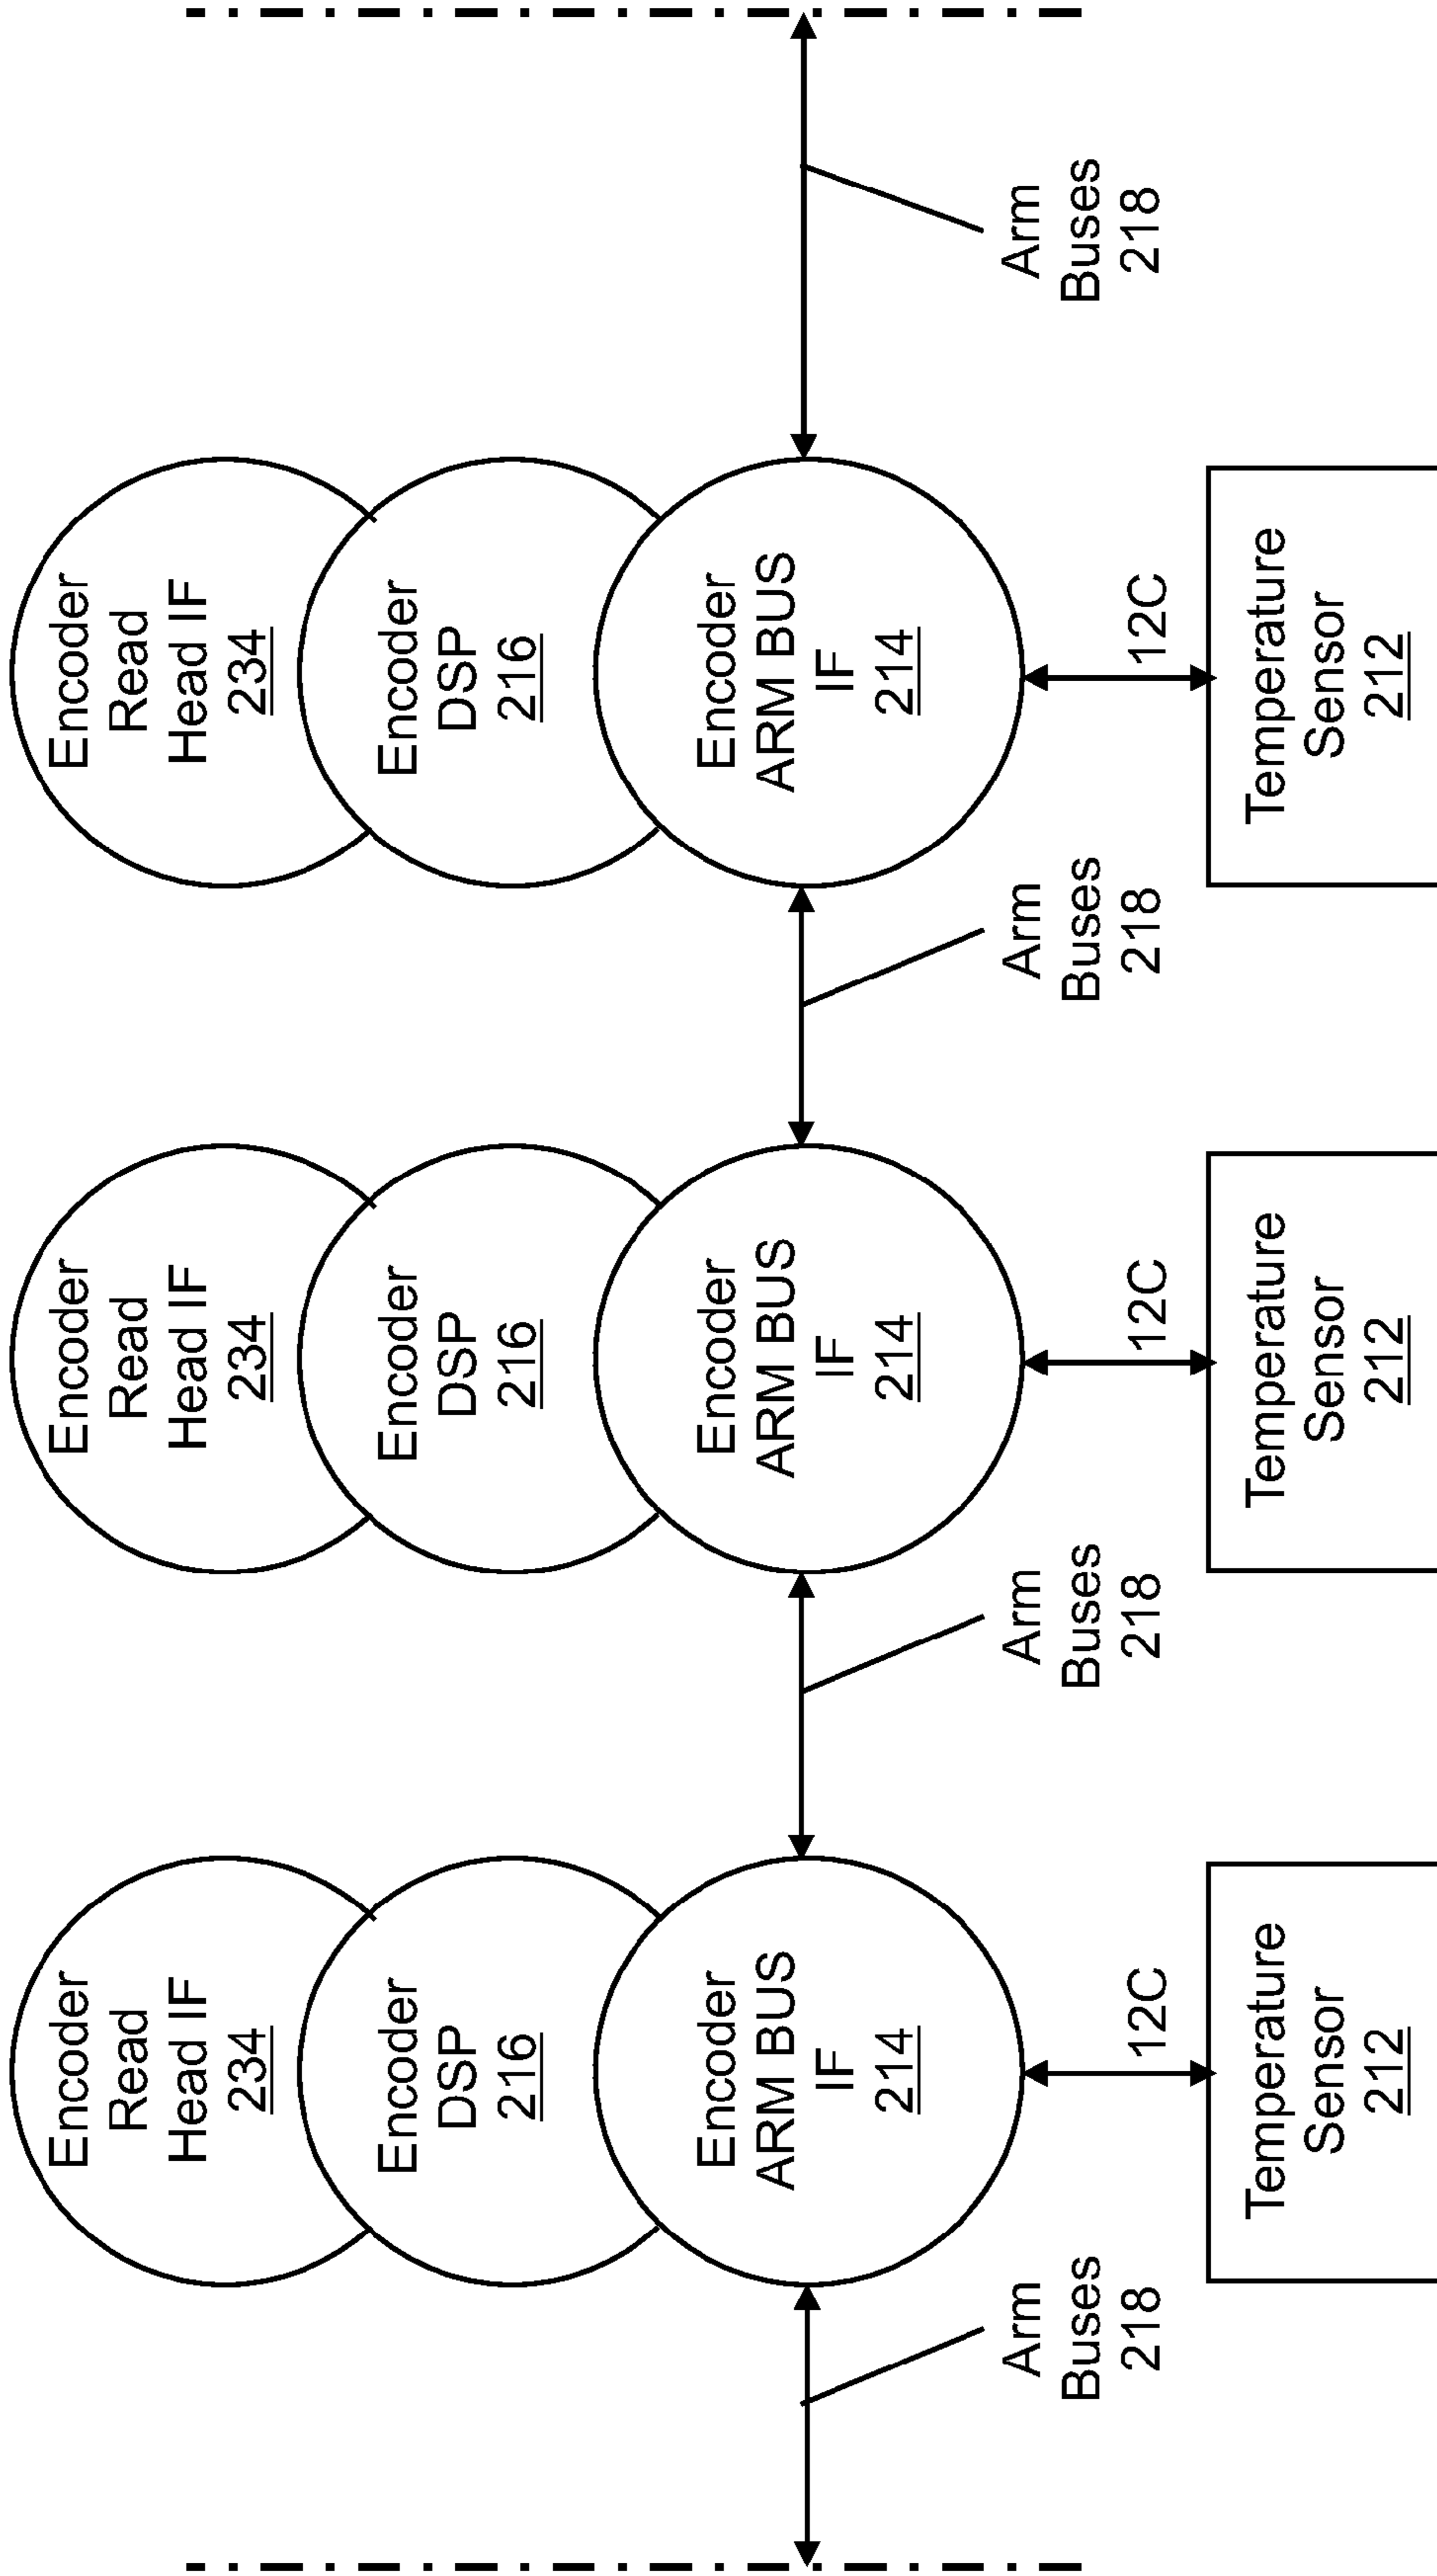 Encoder
Read
Head IF
234
Encoder
Read
Head IF
234
Encoder
Read
Head IF
234
Encoder
DSP
216
Encoder
DSP
216
Encoder
DSP
216
Encoder
ARM BUS
IF
214
Encoder
ARM BUS
IF
214
Encoder
ARM BUS
IF
214
Arm
Buses
218
Arm
Buses
218
Arm
Buses
218
Arm
Buses
218
12C
12C
12C
Temperature
Sensor
212
Temperature
Sensor
212
Temperature
Sensor
212